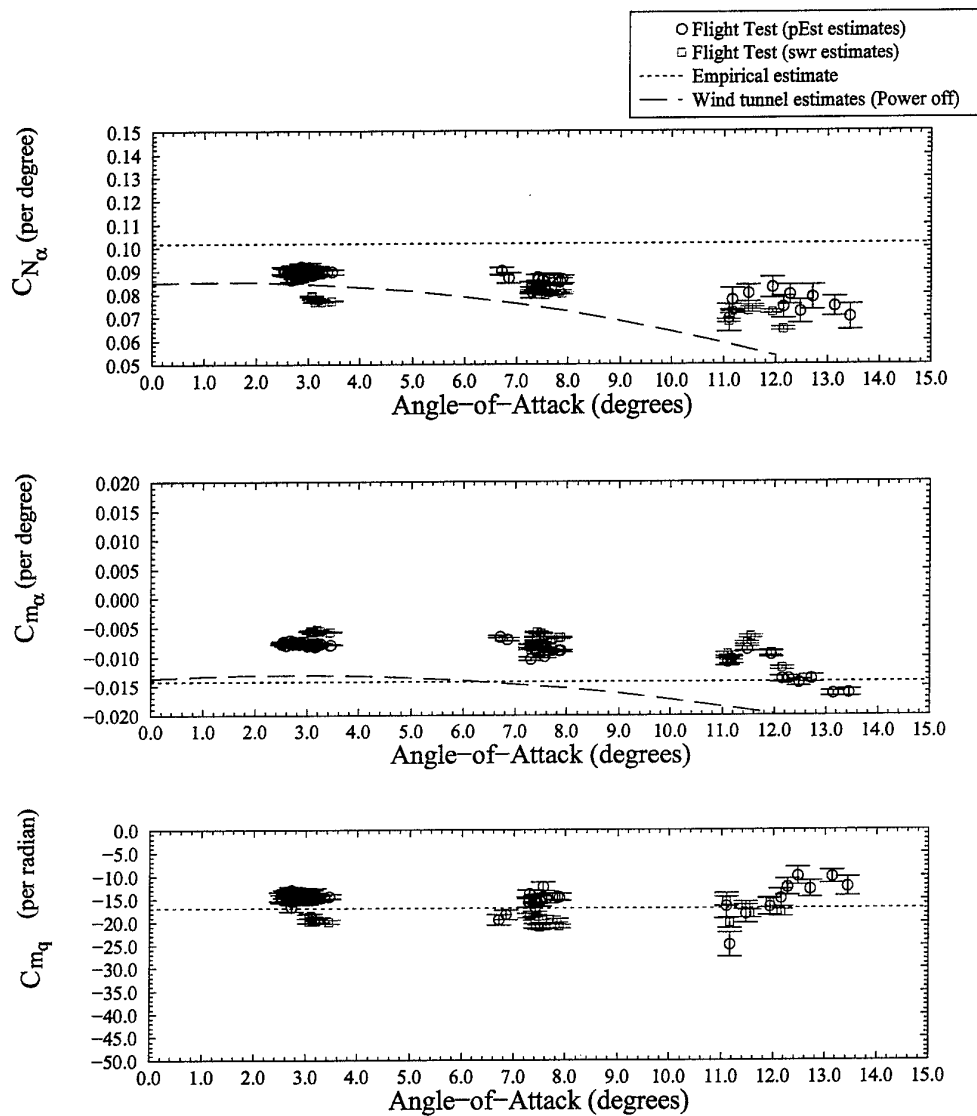 Flight Test (pEst estimates)
Flight Test (swr estimates)
Empirical estimate
Wind tunnel estimates (Power off)
0.15
0.14
0.13
0.12
0.11
0.10
0.09
0.08
0.07
0.06
0.05
C_{N_α} (per degree)
0.0 1.0 2.0 3.0 4.0 5.0 6.0 7.0 8.0 9.0 10.0 11.0 12.0 13.0 14.0 15.0
Angle-of-Attack (degrees)
0.020
0.015
0.010
0.005
0.000
−0.005
−0.010
−0.015
−0.020
C_{m_α} (per degree)
0.0 1.0 2.0 3.0 4.0 5.0 6.0 7.0 8.0 9.0 10.0 11.0 12.0 13.0 14.0 15.0
Angle-of-Attack (degrees)
0.0
−5.0
−10.0
−15.0
−20.0
−25.0
−30.0
−35.0
−40.0
−45.0
−50.0
C_{m_q} (per radian)
0.0 1.0 2.0 3.0 4.0 5.0 6.0 7.0 8.0 9.0 10.0 11.0 12.0 13.0 14.0 15.0
Angle-of-Attack (degrees)